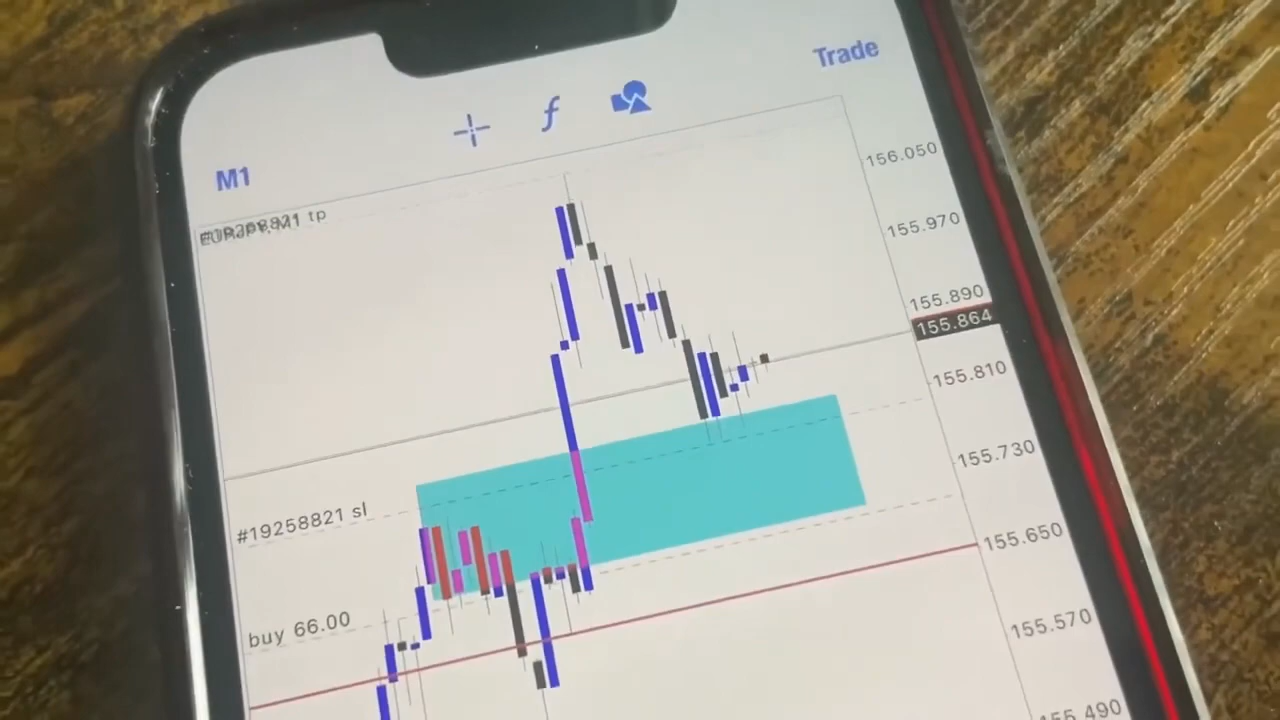 Trade
M1
#19258821 tp
156.050
155.970
155.890
155.864
155.810
155.730
#19258821 sl
155.650
buy 66.00
155.570
155.490